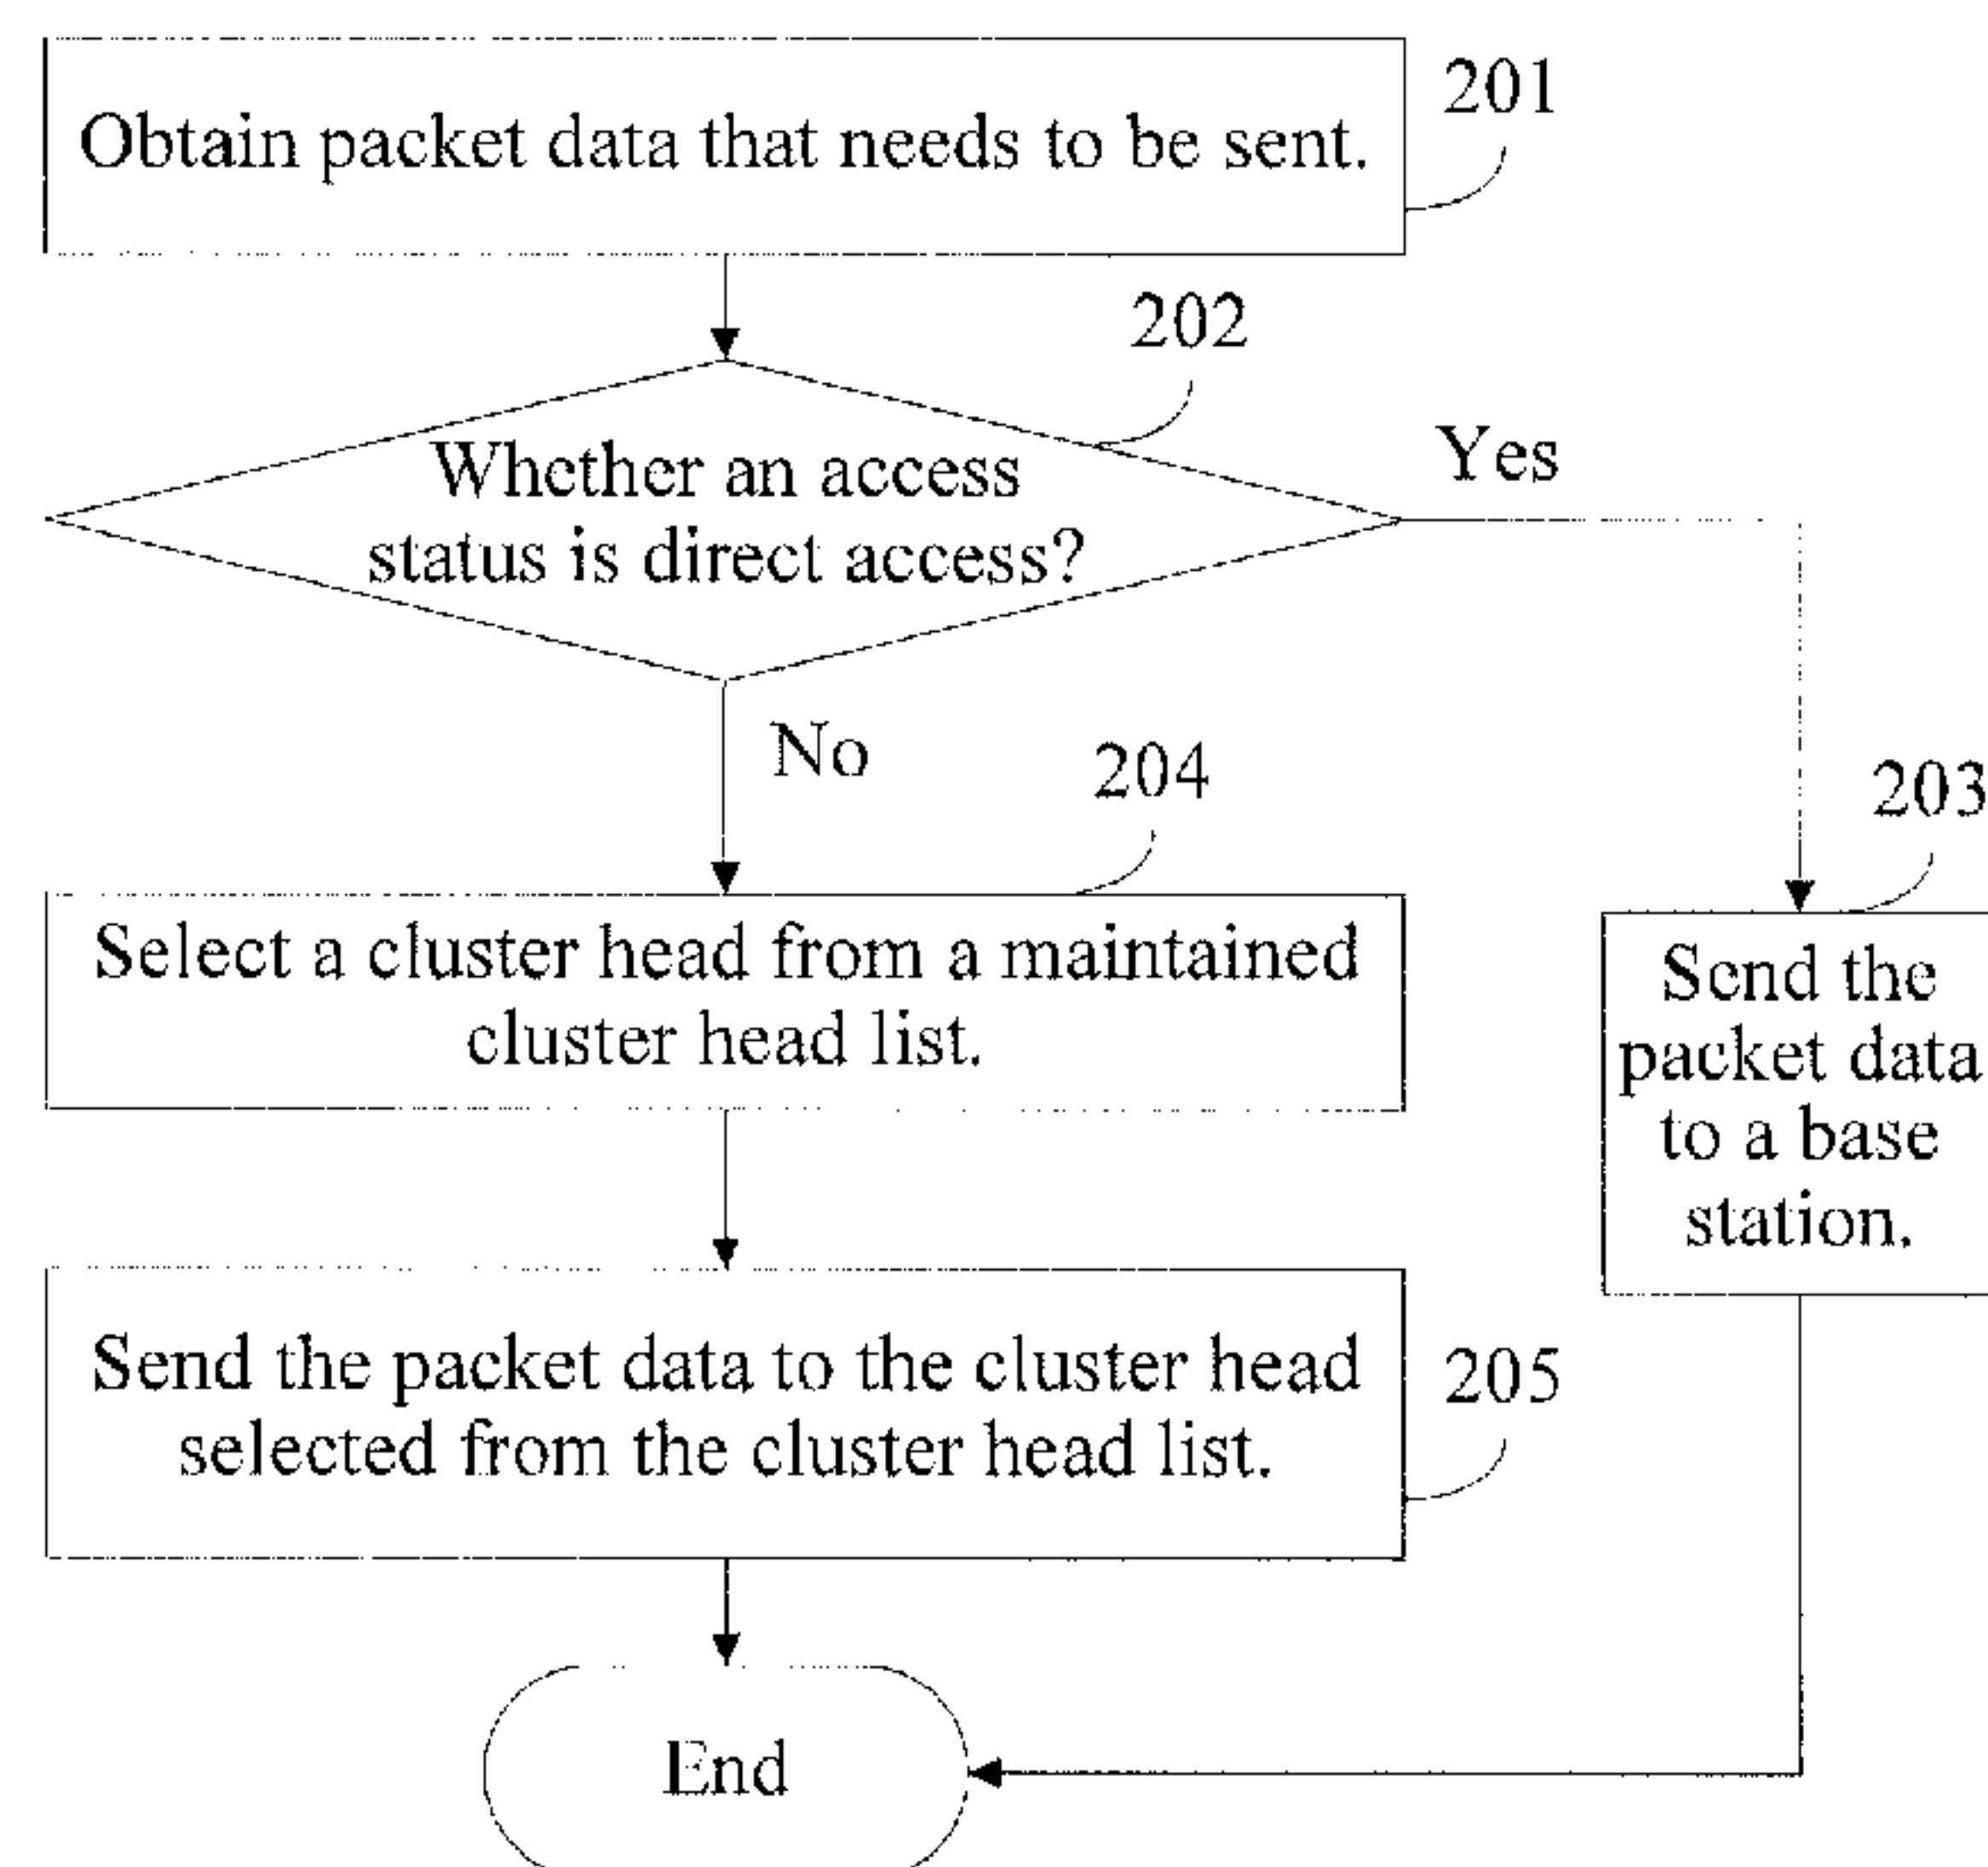 201
Obtain packet data that needs to be sent.
202
Whether an access
status is direct access?
Yes
No
204
203
Select a cluster head from a maintained
cluster head list.
Send the
packet data
to a base
station.
Send the packet data to the cluster head
selected from the cluster head list.
205
End